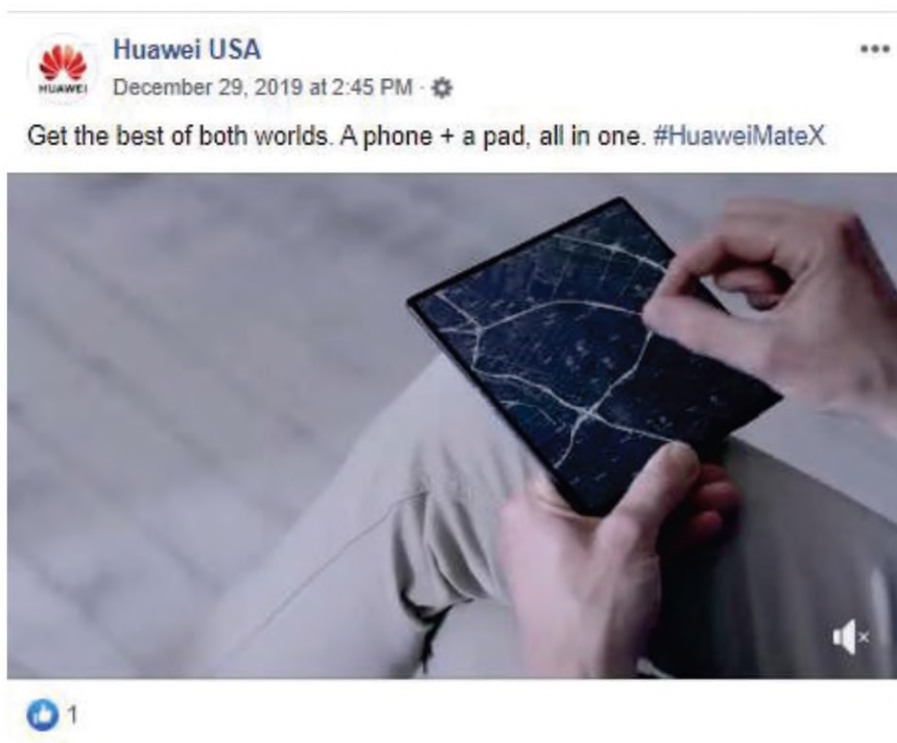 Huawei USA
HUAWEI
December 29, 2019 at 2:45 PM
Get the best of both worlds. A phone + a pad, all in one. #HuaweiMateX
1